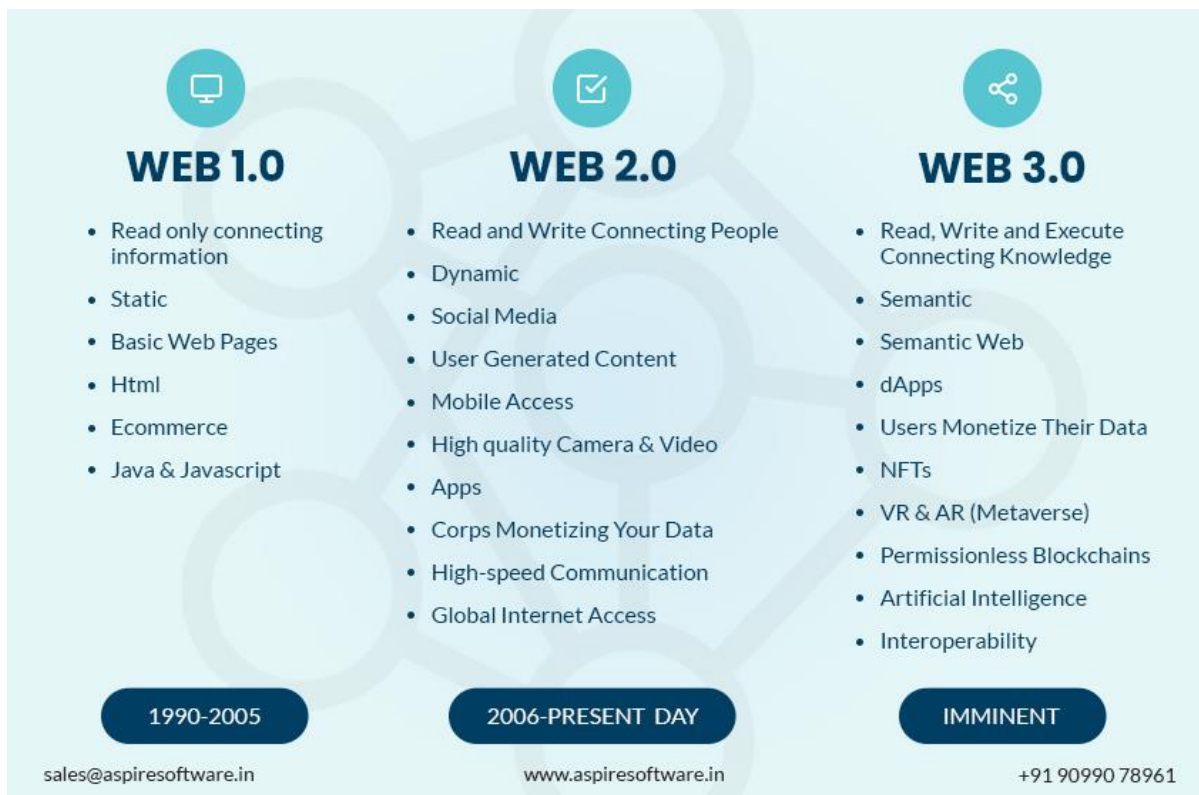 WEB 1.0
Read only connecting
information
Static
Basic Web Pages
Html
Ecommerce
Java & Javascript
1990-2005
WEB 2.0
Read and Write Connecting People
Dynamic
Social Media
User Generated Content
Mobile Access
High quality Camera & Video
Apps
Corps Monetizing Your Data
High-speed Communication
Global Internet Access
2006-PRESENT DAY
WEB 3.0
Read, Write and Execute
Connecting Knowledge
Semantic
Semantic Web
dApps
Users Monetize Their Data
NFTs
VR & AR (Metaverse)
Permissionless Blockchains
Artificial Intelligence
Interoperability
IMMINENT
sales@aspiresoftware.in
www.aspiresoftware.in
+91 90990 78961